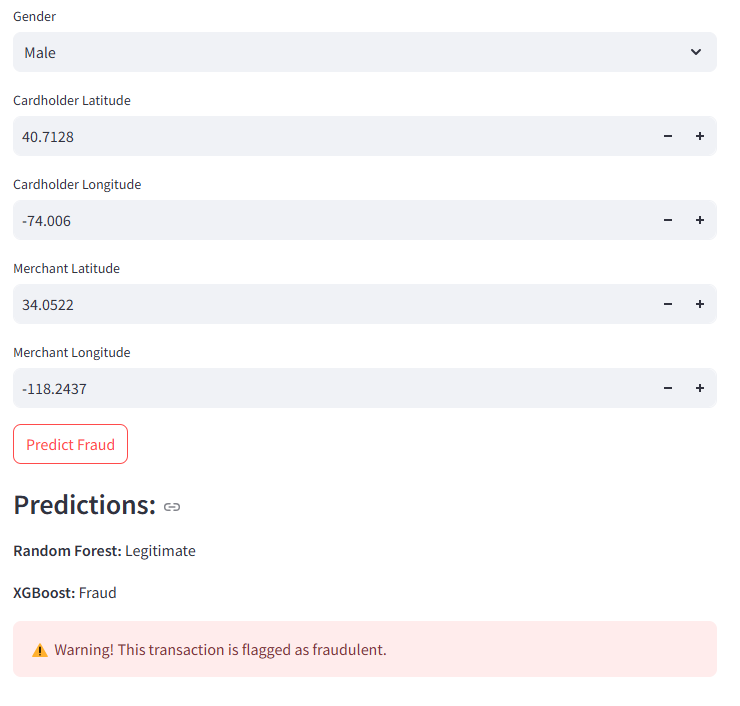 Gender
Male
Cardholder Latitude
40.7128
Cardholder Longitude
-74.006
Merchant Latitude
34.0522
Merchant Longitude
-118.2437
Predict Fraud
Predictions:
Random Forest: Legitimate
XGBoost: Fraud
Warning! This transaction is flagged as fraudulent.